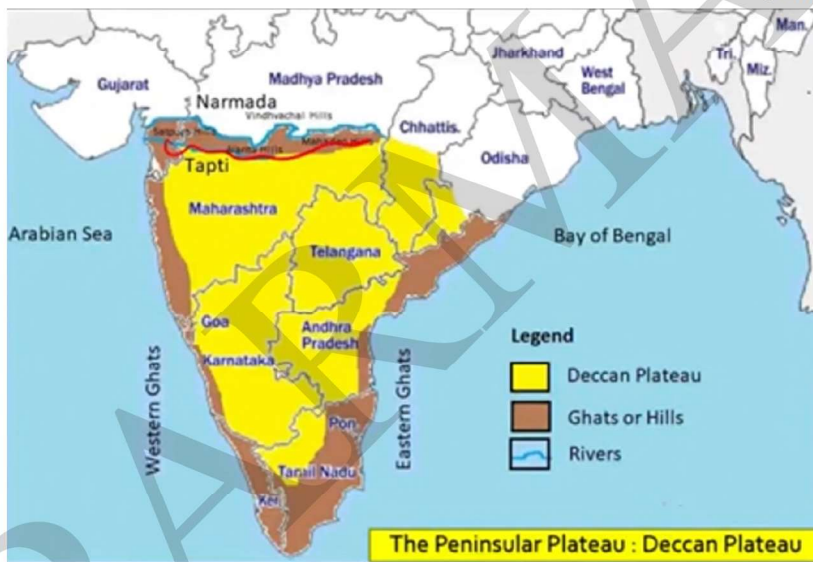 Man.
Jharkhand
Tri.
West
Bengal
Miz.
Gujarat
Madhya Pradesh
Narmada
Vindhyachal Hills
Chhattis.
Satpura Hills
Mahadeo Hills
Odisha
Tapti
Maharashtra
Arabian Sea
Telangana
Bay of Bengal
Goa
Andhra
Pradesh
Karnataka
Western Ghats
Eastern Ghats
Legend
Deccan Plateau
Ghats or Hills
Rivers
Pon
Tamil Nadu
Ker
The Peninsular Plateau : Deccan Plateau